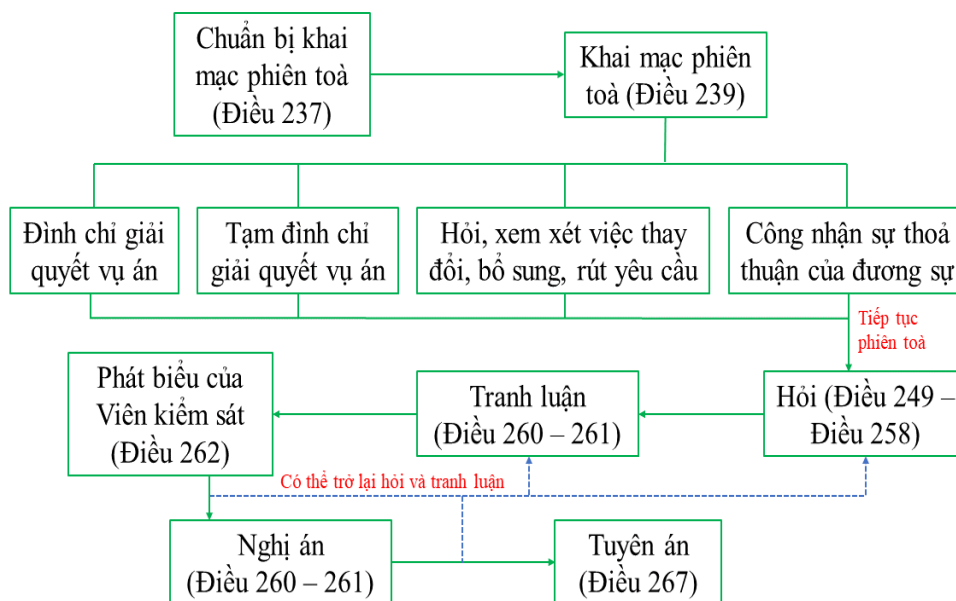 Chuẩn bị khai
mạc phiên toà
(Điều 237)
Khai mạc phiên
toà (Điều 239)
Đình chỉ giải
quyết vụ án
Tạm đình chỉ
giải quyết vụ án
Hỏi, xem xét việc thay
đổi, bổ sung, rút yêu cầu
Công nhận sự thoả
thuận của đương sự
Tiếp tục
phiên toà
Phát biểu của
Viên kiểm sát
(Điều 262)
Tranh luận
(Điều 260 – 261)
Hỏi (Điều 249 –
Điều 258)
Có thể trở lại hỏi và tranh luận
Nghị án
(Điều 260 – 261)
Tuyên án
(Điều 267)